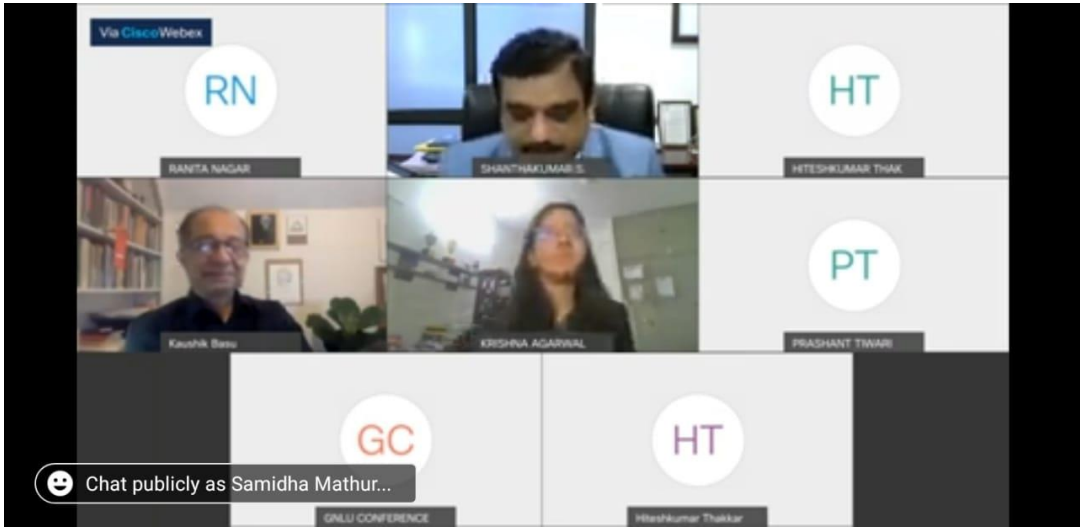 Via Cisco Webex
RN
RANITA NAGAR
SHANTHAKUMAR S.
HT
HITESHKUMAR THAK
Kaushik Basu
KRISHNA AGARWAL
PT
PRASHANT TIWARI
GC
GNLU CONFERENCE
HT
Hiteshkumar Thakkar
Chat publicly as Samidha Mathur...